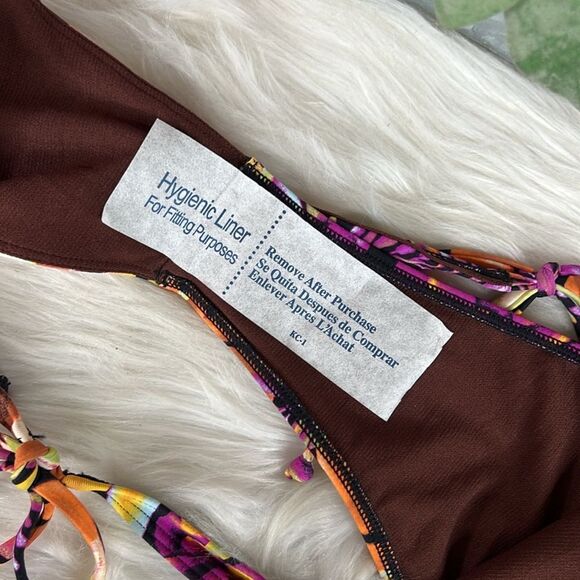 Hygienic Liner
For Fitting Purposes
Remove After Purchase
Se Quita Despues de Comprar
Enlever Apres L'Achat
KC-1